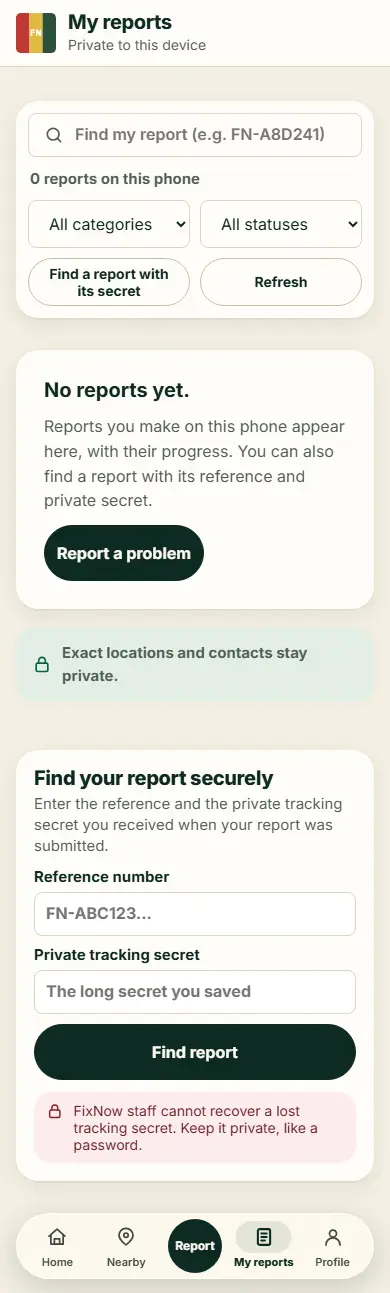 FN
My reports
Private to this device
Find my report (e.g. FN-A8D241)
0 reports on this phone
All categories
All statuses
Find a report with
its secret
Refresh
No reports yet.
Reports you make on this phone appear
here, with their progress. You can also
find a report with its reference and
private secret.
Report a problem
Exact locations and contacts stay
private.
Find your report securely
Enter the reference and the private tracking
secret you received when your report was
submitted.
Reference number
FN-ABC123...
Private tracking secret
The long secret you saved
Find report
FixNow staff cannot recover a lost
tracking secret. Keep it private, like a
password.
Home
Nearby
Report
My reports
Profile